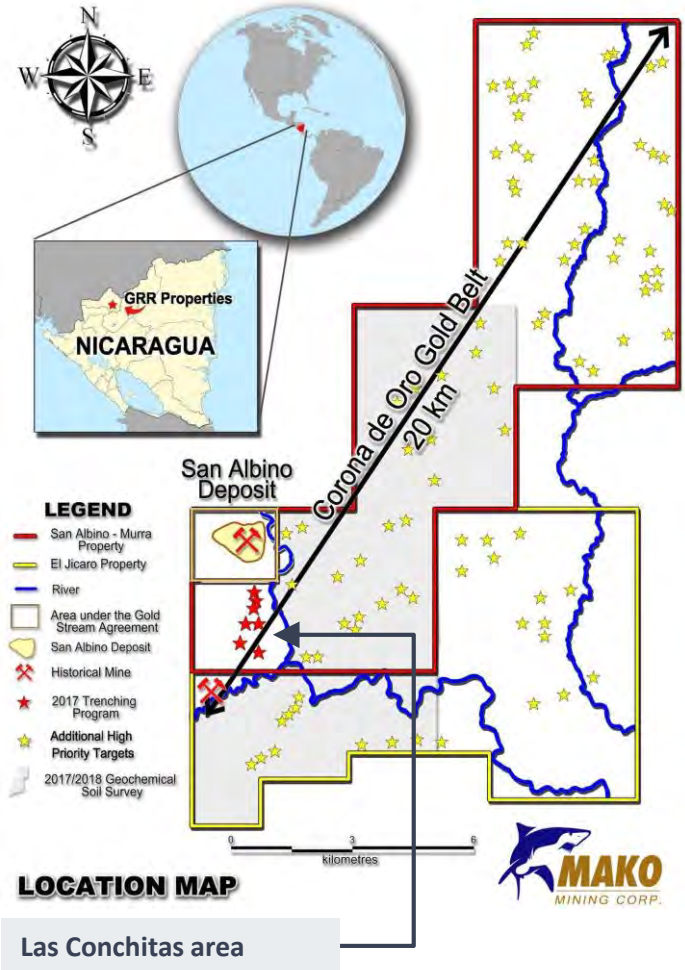 N
W E
S
GRR Properties
NICARAGUA
Corona de Oro Gold Belt
20 km
San Albino
Deposit
LEGEND
San Albino - Murra
Property
El Jicaro Property
River
Area under the Gold
Stream Agreement
San Albino Deposit
Historical Mine
2017 Trenching
Program
Additional High
Priority Targets
2017/2018 Geochemical
Soil Survey
0 3 6
kilometres
LOCATION MAP
MAKO
MINING CORP.
Las Conchitas area